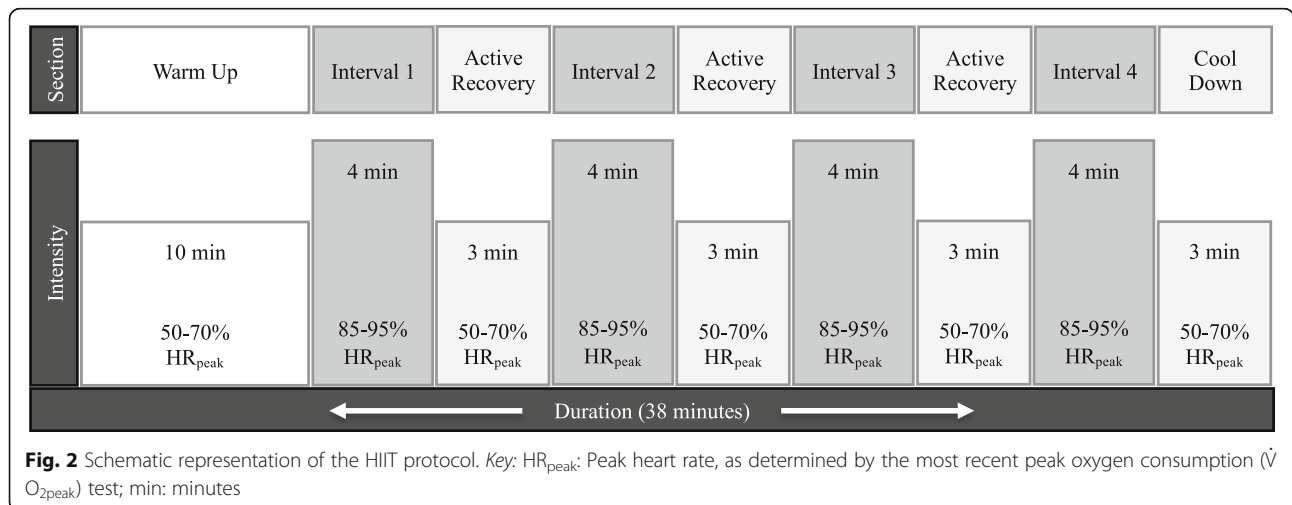 Section
Warm Up
Interval 1
Active
Recovery
Interval 2
Active
Recovery
Interval 3
Active
Recovery
Interval 4
Cool
Down
Intensity
10 min
50-70%
HRpeak
4 min
85-95%
HRpeak
3 min
50-70%
HRpeak
4 min
85-95%
HRpeak
3 min
50-70%
HRpeak
4 min
85-95%
HRpeak
3 min
50-70%
HRpeak
4 min
85-95%
HRpeak
3 min
50-70%
HRpeak
Duration (38 minutes)
Fig. 2 Schematic representation of the HIIT protocol. Key: HRpeak: Peak heart rate, as determined by the most recent peak oxygen consumption (V̇
O2peak) test; min: minutes